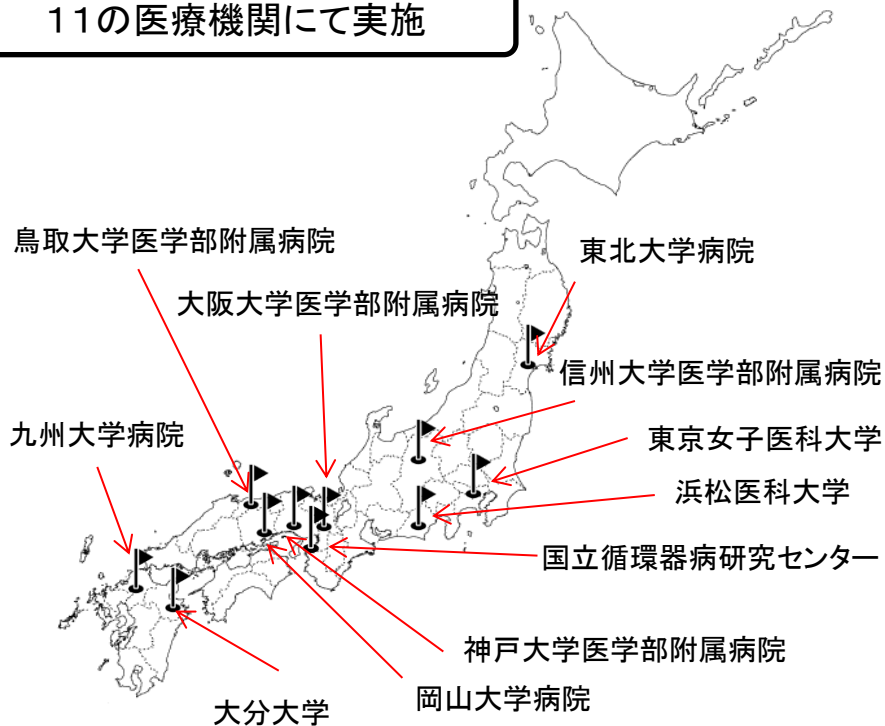 11の医療機関にて実施
鳥取大学医学部附属病院
東北大学病院
大阪大学医学部附属病院
信州大学医学部附属病院
九州大学病院
東京女子医科大学
浜松医科大学
国立循環器病研究センター
神戸大学医学部附属病院
岡山大学病院
大分大学